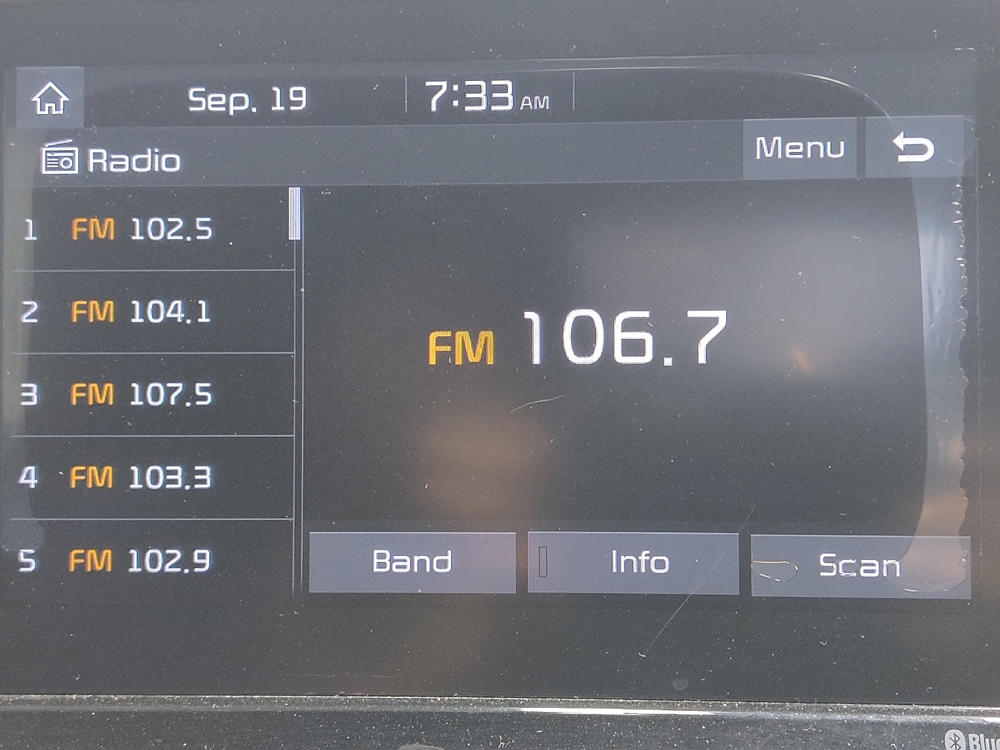 Sep. 19 7:33 AM
Radio Menu
1 FM 102.5
2 FM 104.1
3 FM 107.5
4 FM 103.3
5 FM 102.9
FM 106.7
Band Info Scan